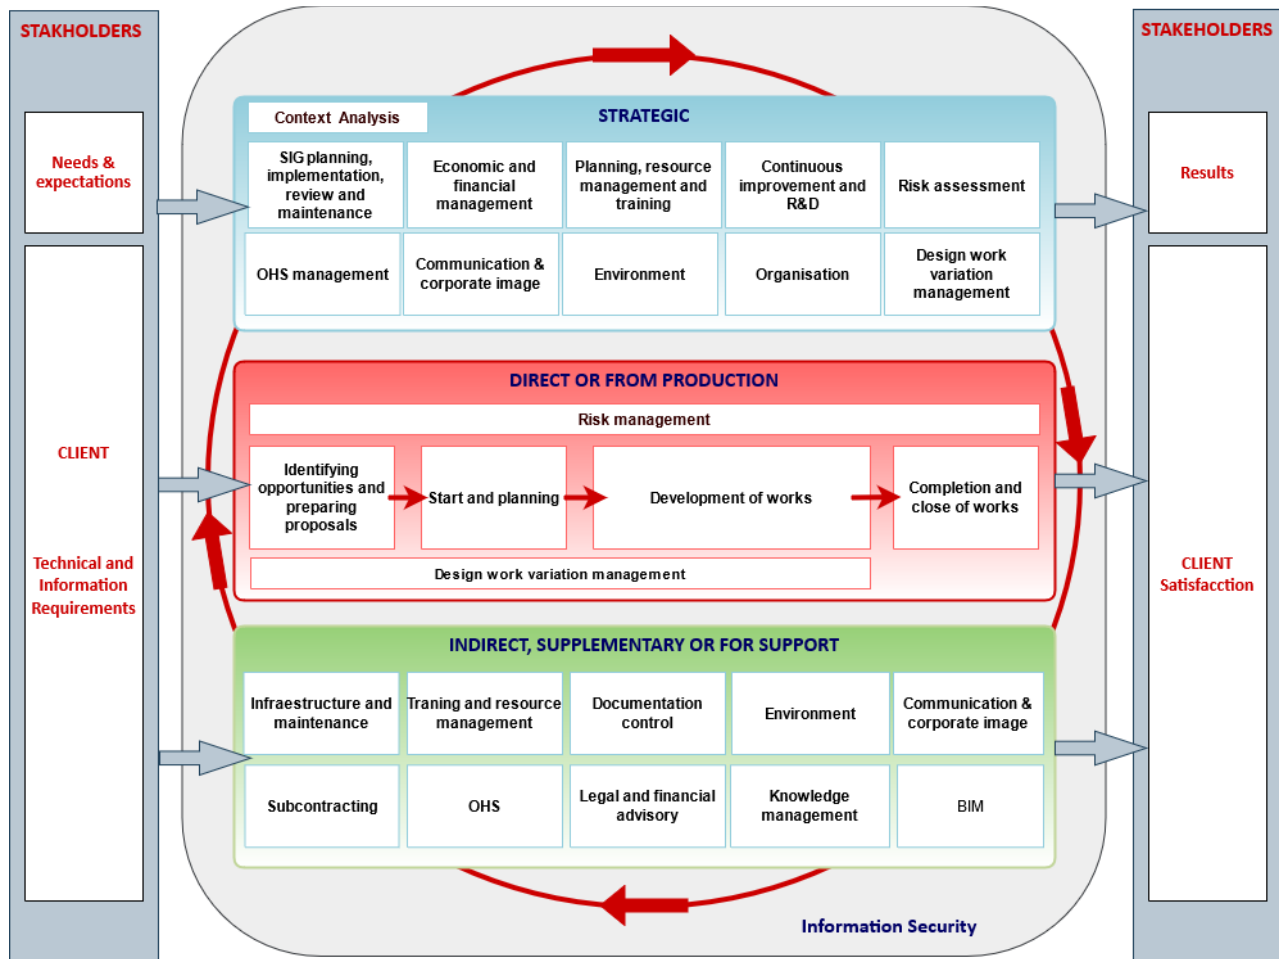 STAKHOLDERS
Needs &
expectations
CLIENT
Technical and
Information
Requirements
STRATEGIC
Context Analysis
SIG planning,
implementation,
review and
maintenance
Economic and
financial
management
Planning, resource
management and
training
Continuous
improvement and
R&D
Risk assessment
OHS management
Communication &
corporate image
Environment
Organisation
Design work
variation
management
DIRECT OR FROM PRODUCTION
Risk management
Identifying
opportunities and
preparing
proposals
Start and planning
Development of works
Completion and
close of works
Design work variation management
INDIRECT, SUPPLEMENTARY OR FOR SUPPORT
Infraestructure and
maintenance
Traning and resource
management
Documentation
control
Environment
Communication &
corporate image
Subcontracting
OHS
Legal and financial
advisory
Knowledge
management
BIM
Information Security
STAKEHOLDERS
Results
CLIENT
Satisfacction